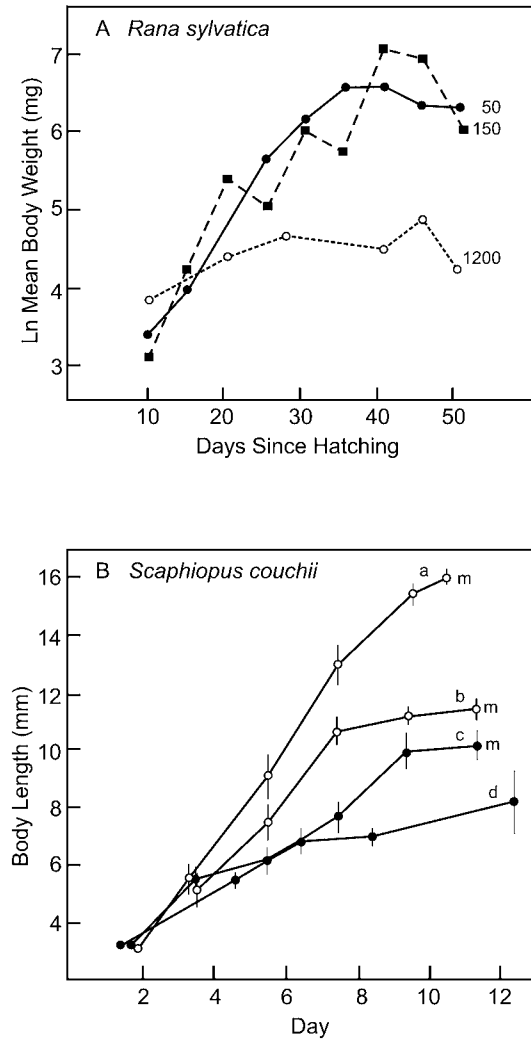 A Rana sylvatica
Ln Mean Body Weight (mg)
7
6
5
4
3
50
150
1200
10 20 30 40 50
Days Since Hatching
B Scaphiopus couchii
Body Length (mm)
16
14
12
10
8
6
4
a
m
b
m
c
m
d
2 4 6 8 10 12
Day